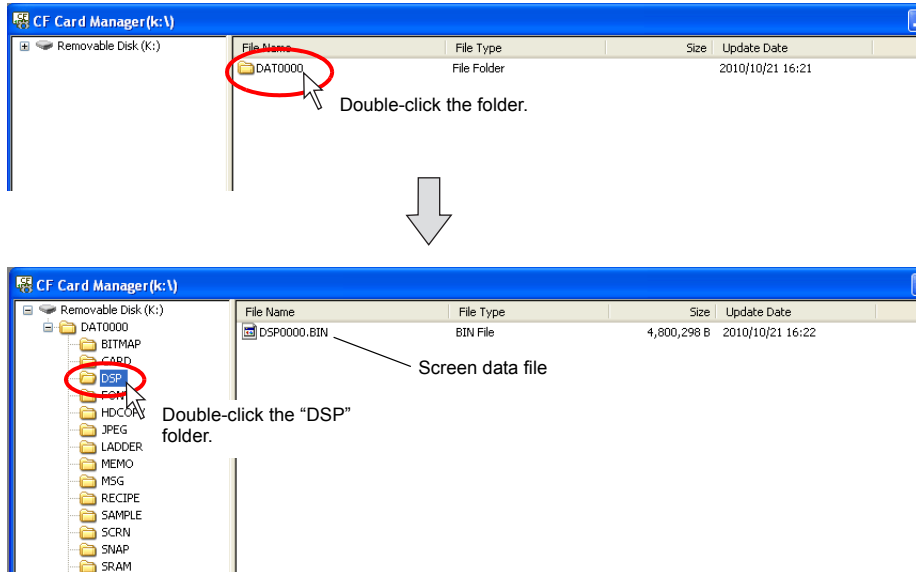 CF Card Manager(k:\)
Removable Disk (K:)
File Name File Type Size Update Date
DAT0000 File Folder 2010/10/21 16:21
Double-click the folder.
CF Card Manager(k:\)
Removable Disk (K:)
File Name File Type Size Update Date
DAT0000
DSP0000.BIN BIN File 4,800,298 B 2010/10/21 16:22
BITMAP
CARD
Screen data file
DSP
FONT
HDCOPY
Double-click the “DSP”
folder.
JPEG
LADDER
MEMO
MSG
RECIPE
SAMPLE
SCRN
SNAP
SRAM